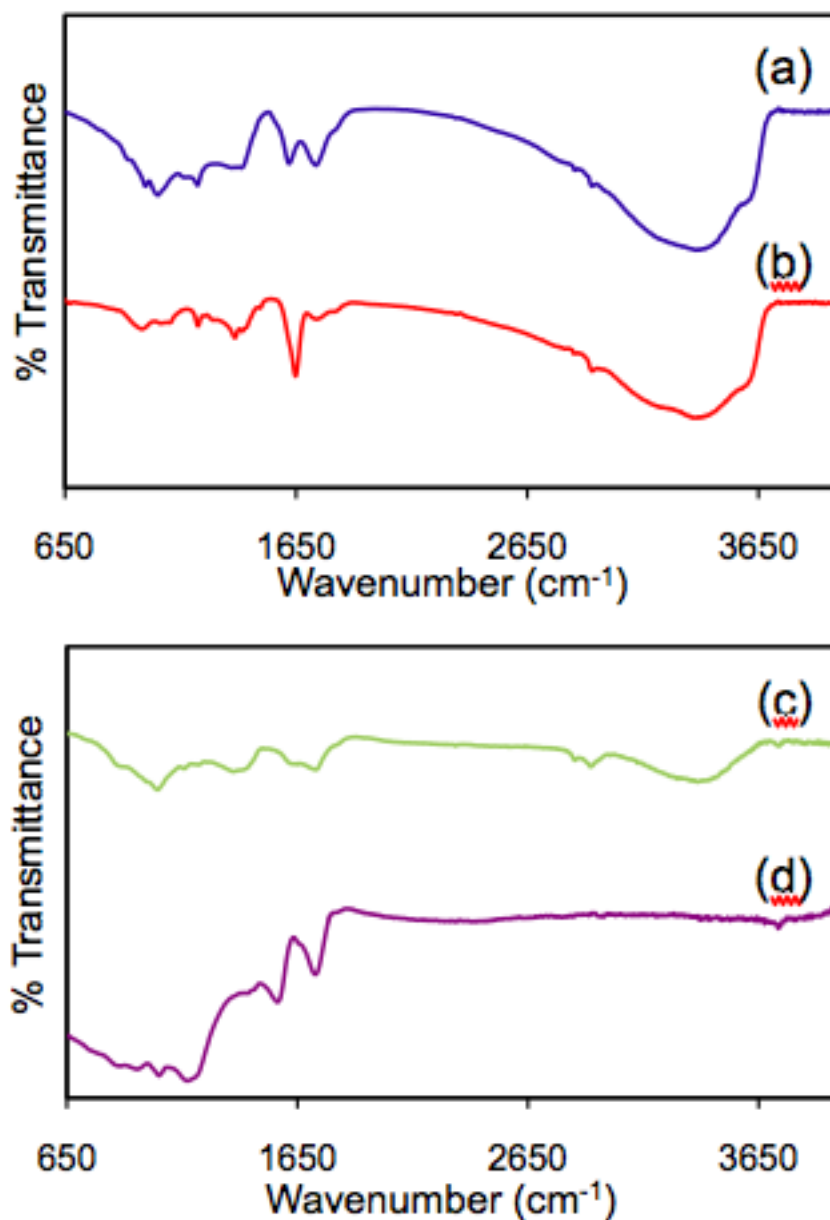 (a)
(b)
% Transmittance
650 1650 2650 3650
Wavenumber (cm-1)
(c)
(d)
% Transmittance
650 1650 2650 3650
Wavenumber (cm-1)